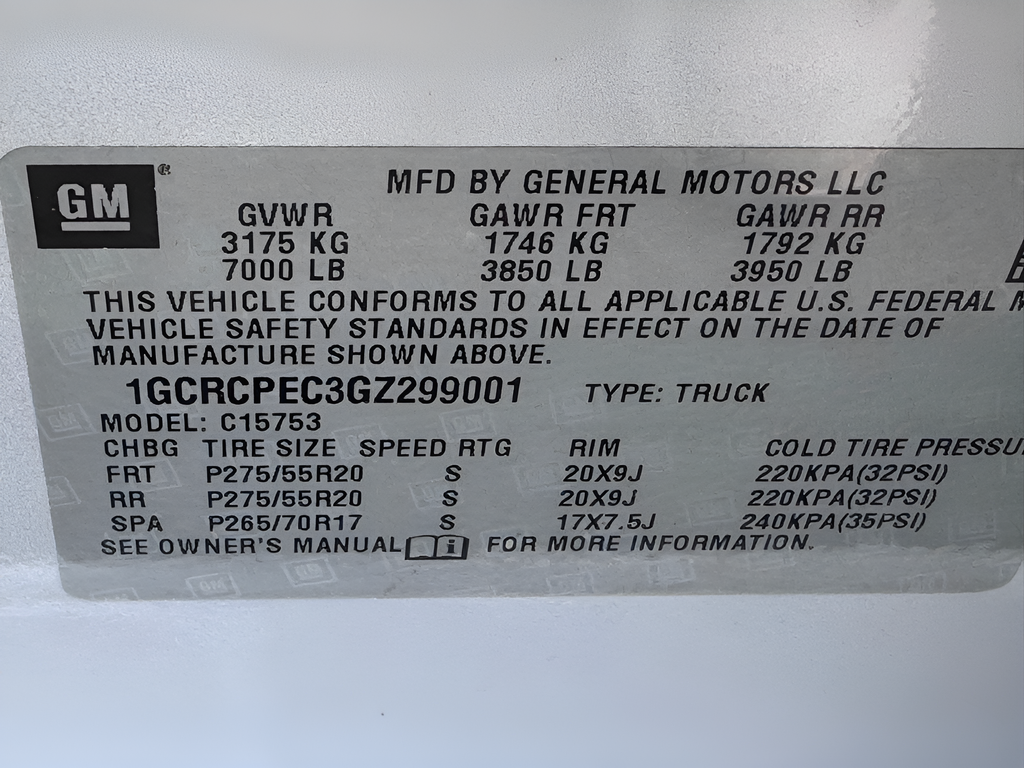 GM ® MFD BY GENERAL MOTORS LLC
GVWR GAWR FRT GAWR RR
3175 KG 1746 KG 1792 KG
7000 LB 3850 LB 3950 LB
THIS VEHICLE CONFORMS TO ALL APPLICABLE U.S. FEDERAL M
VEHICLE SAFETY STANDARDS IN EFFECT ON THE DATE OF
MANUFACTURE SHOWN ABOVE.
1GCRCPEC3GZ299001 TYPE: TRUCK
MODEL: C15753
CHBG TIRE SIZE SPEED RTG RIM COLD TIRE PRESSU
FRT P275/55R20 S 20X9J 220KPA(32PSI)
RR P275/55R20 S 20X9J 220KPA(32PSI)
SPA P265/70R17 S 17X7.5J 240KPA(35PSI)
SEE OWNER'S MANUAL i FOR MORE INFORMATION.